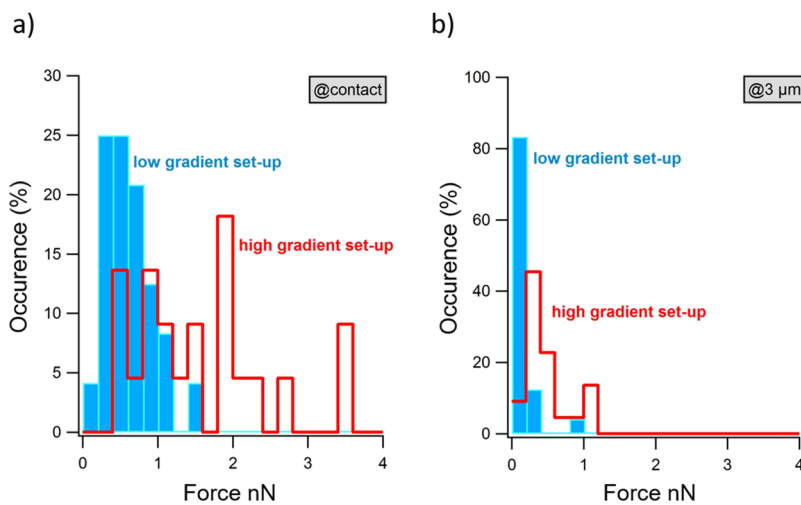 a)
30
25
20
15
10
5
0
Occurence (%)
@contact
low gradient set-up
high gradient set-up
0 1 2 3 4
Force nN
b)
100
80
60
40
20
0
Occurence (%)
@3 µm
low gradient set-up
high gradient set-up
0 1 2 3 4
Force nN